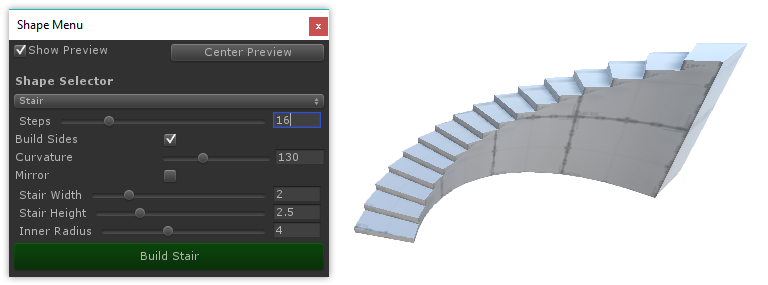 Shape Menu
x
Show Preview
Center Preview
Shape Selector
Stair
Steps 16
Build Sides
Curvature 130
Mirror
Stair Width 2
Stair Height 2.5
Inner Radius 4
Build Stair